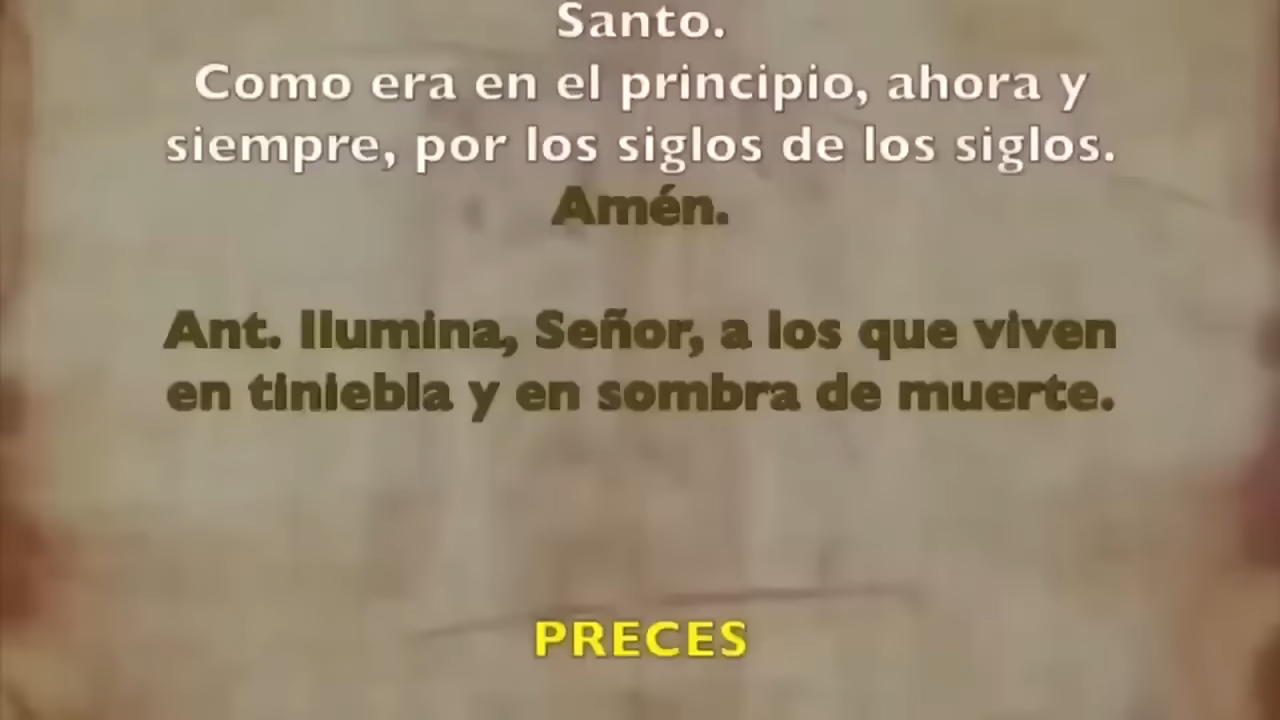 Santo.
Como era en el principio, ahora y
siempre, por los siglos de los siglos.
Amén.
Ant. Ilumina, Señor, a los que viven
en tiniebla y en sombra de muerte.
PRECES